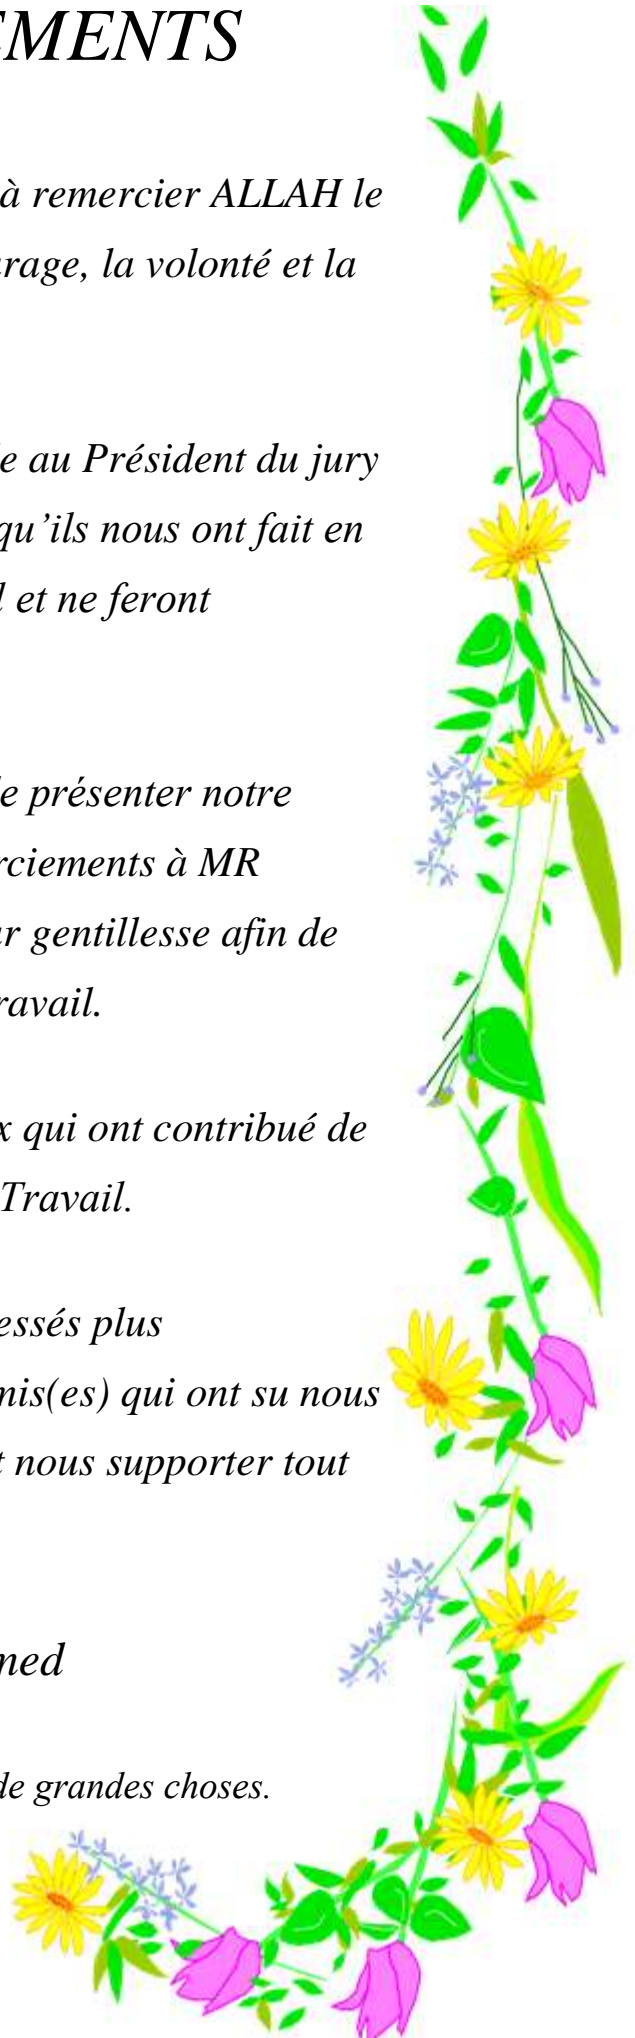 EMENTS
à remercier ALLAH le
rage, la volonté et la
e au Président du jury
qu’ils nous ont fait en
l et ne feront
de présenter notre
rciements à MR
r gentillesse afin de
ravail.
x qui ont contribué de
Travail.
essés plus
mis(es) qui ont su nous
t nous supporter tout
med
de grandes choses.